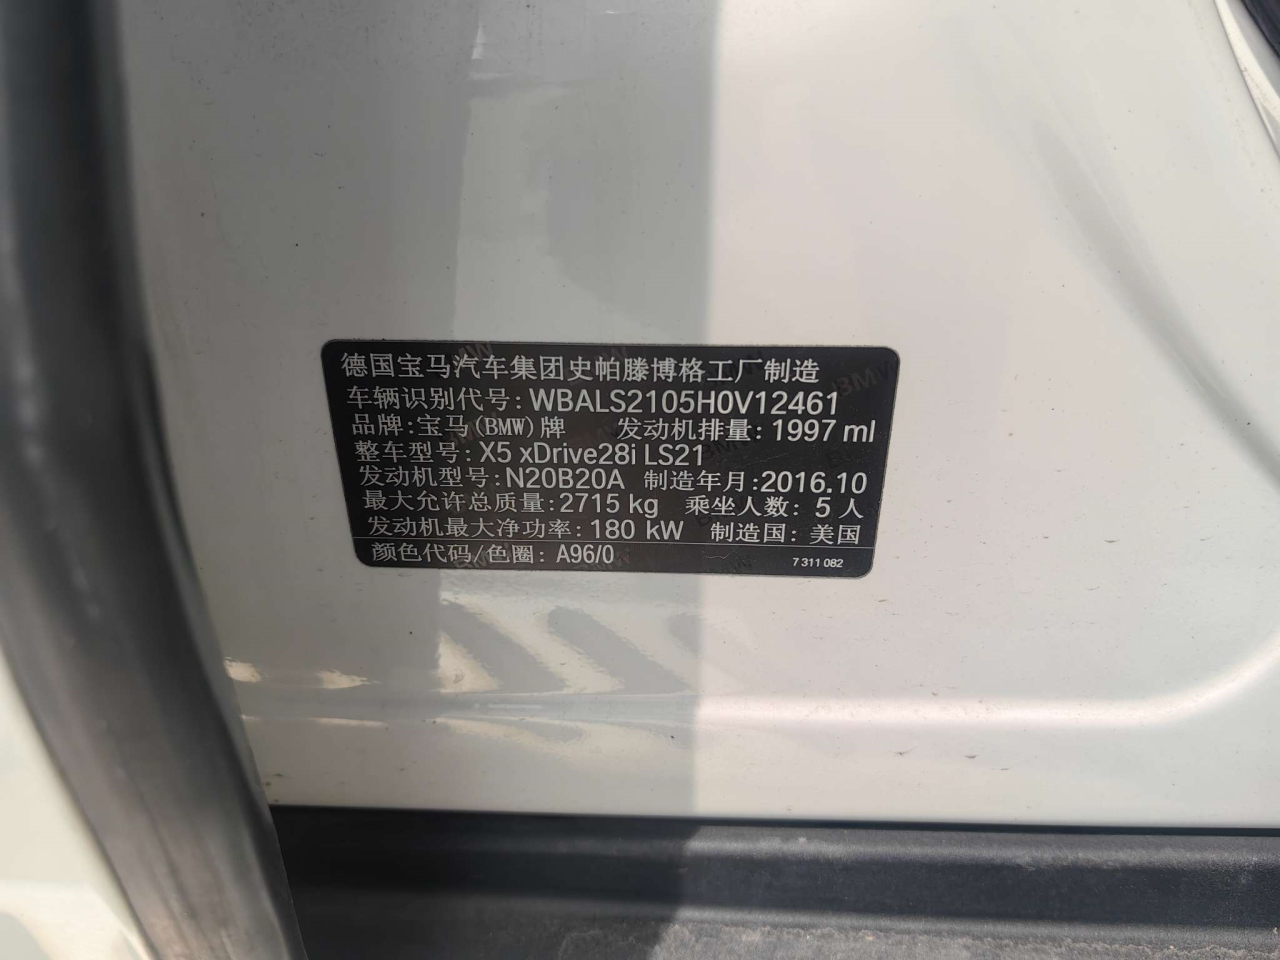 德国宝马汽车集团史帕滕博格工厂制造
车辆识别代号: WBALS2105H0V12461
品牌:宝马(BMW)牌 发动机排量: 1997 ml
整车型号: X5 xDrive28i LS21
发动机型号: N20B20A 制造年月: 2016.10
最大允许总质量: 2715 kg 乘坐人数: 5 人
发动机最大净功率: 180 kW 制造国: 美国
颜色代码/色圈: A96/0 7 311 082